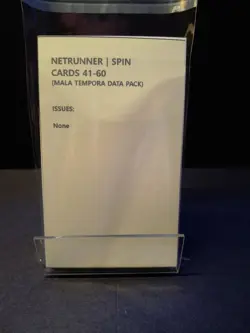 NETRUNNER | SPIN
CARDS 41-60
(MALA TEMPORA DATA PACK)
ISSUES:
None